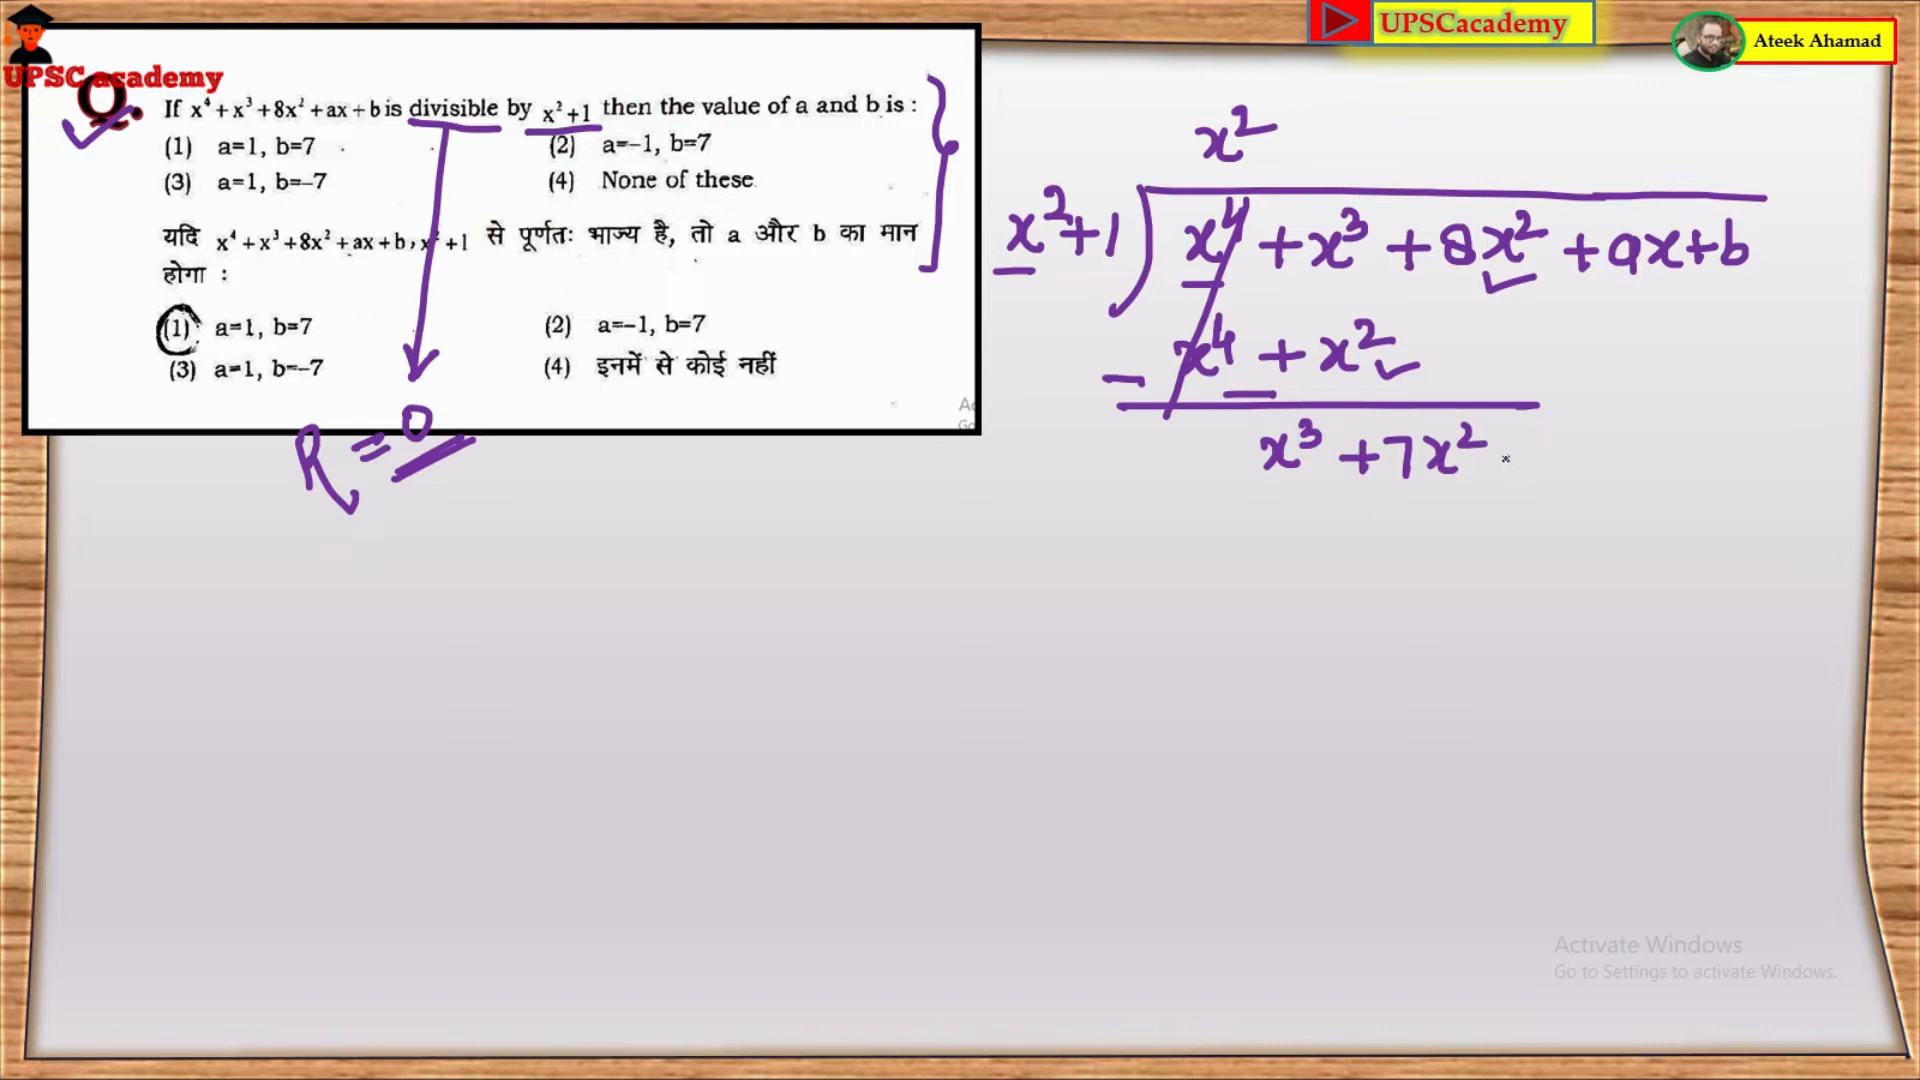 UPSCacademy
Ateek Ahamad
UPSC academy
Q.
If x⁴+x³+8x²+ax+b is divisible by x²+1 then the value of a and b is :
(1) a=1, b=7 (2) a=-1, b=7
(3) a=1, b=-7 (4) None of these
यदि x⁴+x³+8x²+ax+b, x²+1 से पूर्णतः भाज्य है, तो a और b का मान
होगा :
(1) a=1, b=7 (2) a=-1, b=7
(3) a=1, b=-7 (4) इनमें से कोई नहीं
R = 0
x²
x²+1 ) x⁴ + x³ + 8x² + ax+b
- x⁴ + x²
x³ + 7x²
Activate Windows
Go to Settings to activate Windows.